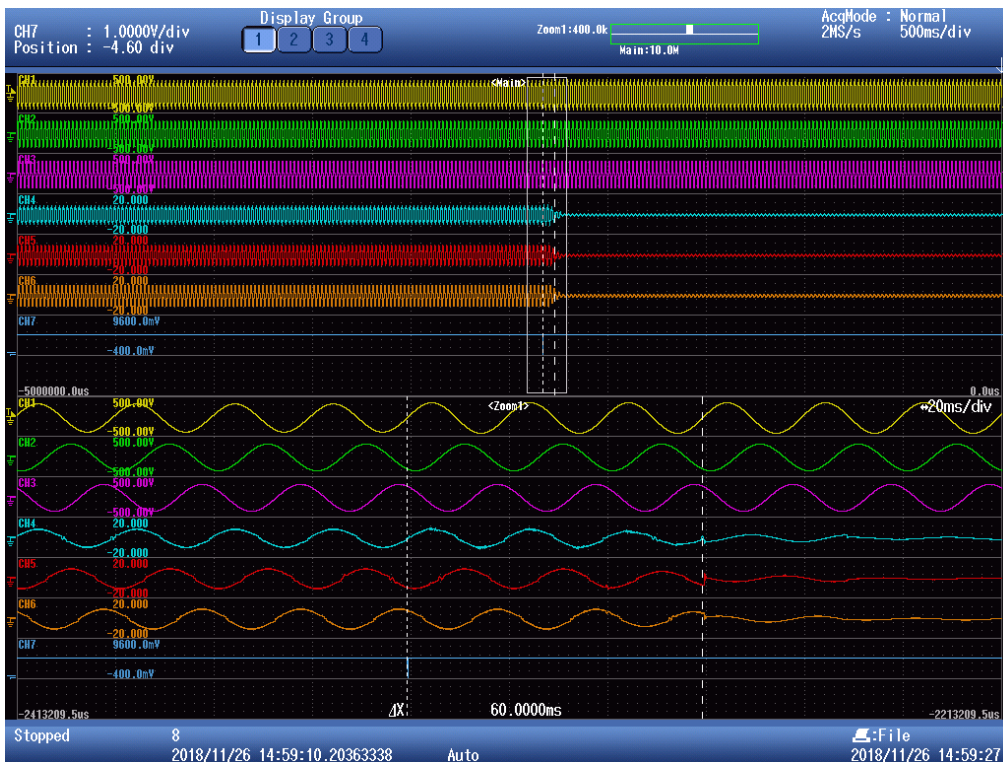 CH7 : 1.0000V/div
Position : -4.60 div
Display Group
1 2 3 4
Zoom1:400.0k
Main:10.0M
AcqMode : Normal
2MS/s 500ms/div
CH1 500.00V
<Main>
-500.00V
CH2 500.00V
-500.00V
CH3 500.00V
-500.00V
CH4 20.000
-20.000
CH5 20.000
-20.000
CH6 20.000
-20.000
CH7 9600.0mV
-400.0mV
-5000000.0us 0.0us
CH1 500.00V <Zoom1> ↔20ms/div
-500.00V
CH2 500.00V
-500.00V
CH3 500.00V
-500.00V
CH4 20.000
-20.000
CH5 20.000
-20.000
CH6 20.000
-20.000
CH7 9600.0mV
-400.0mV
ΔX 60.0000ms
-2413209.5us -2213209.5us
Stopped 8 :File
2018/11/26 14:59:10.20363338 Auto 2018/11/26 14:59:27